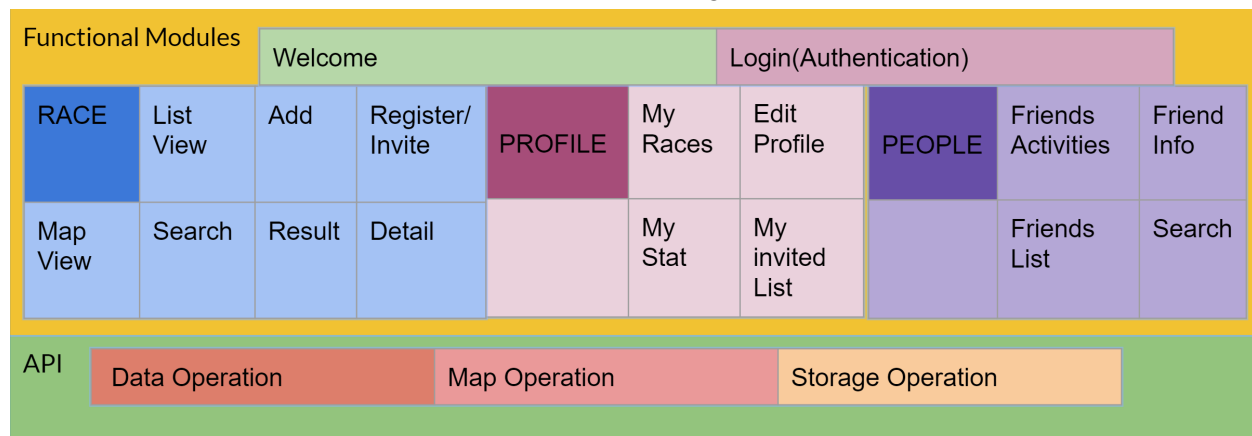 Functional Modules
Welcome
Login(Authentication)
RACE
List
View
Add
Register/
Invite
PROFILE
My
Races
Edit
Profile
PEOPLE
Friends
Activities
Friend
Info
Map
View
Search
Result
Detail
My
Stat
My
invited
List
Friends
List
Search
API
Data Operation
Map Operation
Storage Operation